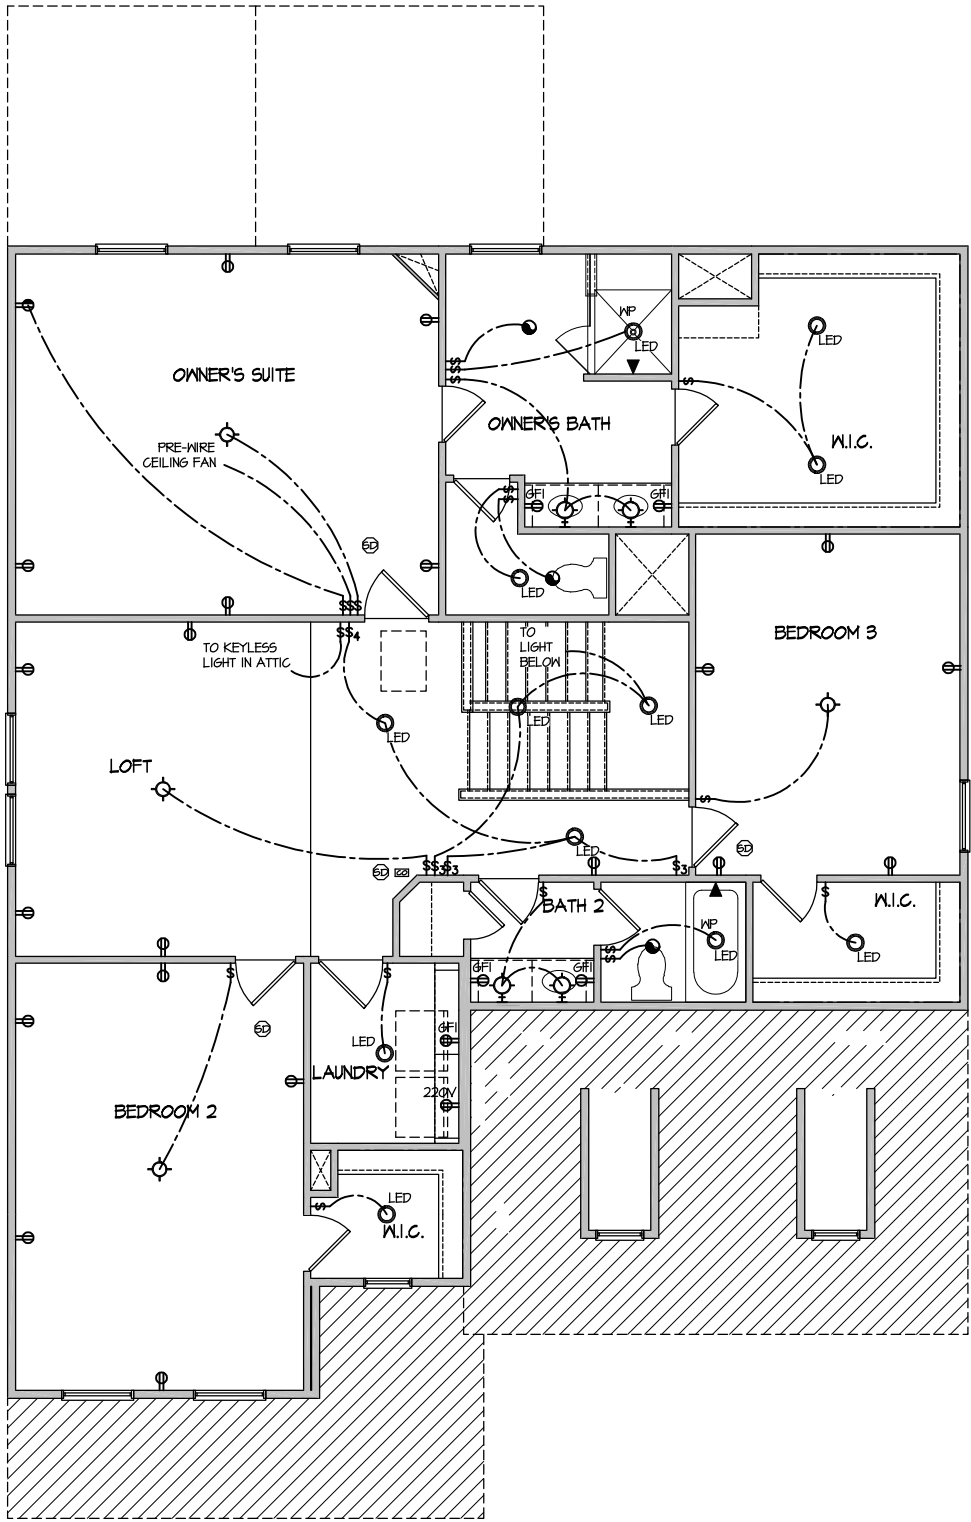 WP
LED
LED
OWNER'S SUITE
OWNER'S BATH
PRE-WIRE
CEILING FAN
W.I.C.
LED
GFI
GFI
SD
LED
$
$
$
$
$
$
$
$$$
$$4
TO KEYLESS
LIGHT IN ATTIC
TO
LIGHT
BELOW
BEDROOM 3
LED
LED
LED
LOFT
$
LED
SD
$$3$3
$3
SD
CO
$
BATH 2
$
W.I.C.
WP
LED
LED
GFI
GFI
$
$
$
$
SD
LED
GFI
LAUNDRY
220V
BEDROOM 2
LED
$
W.I.C.